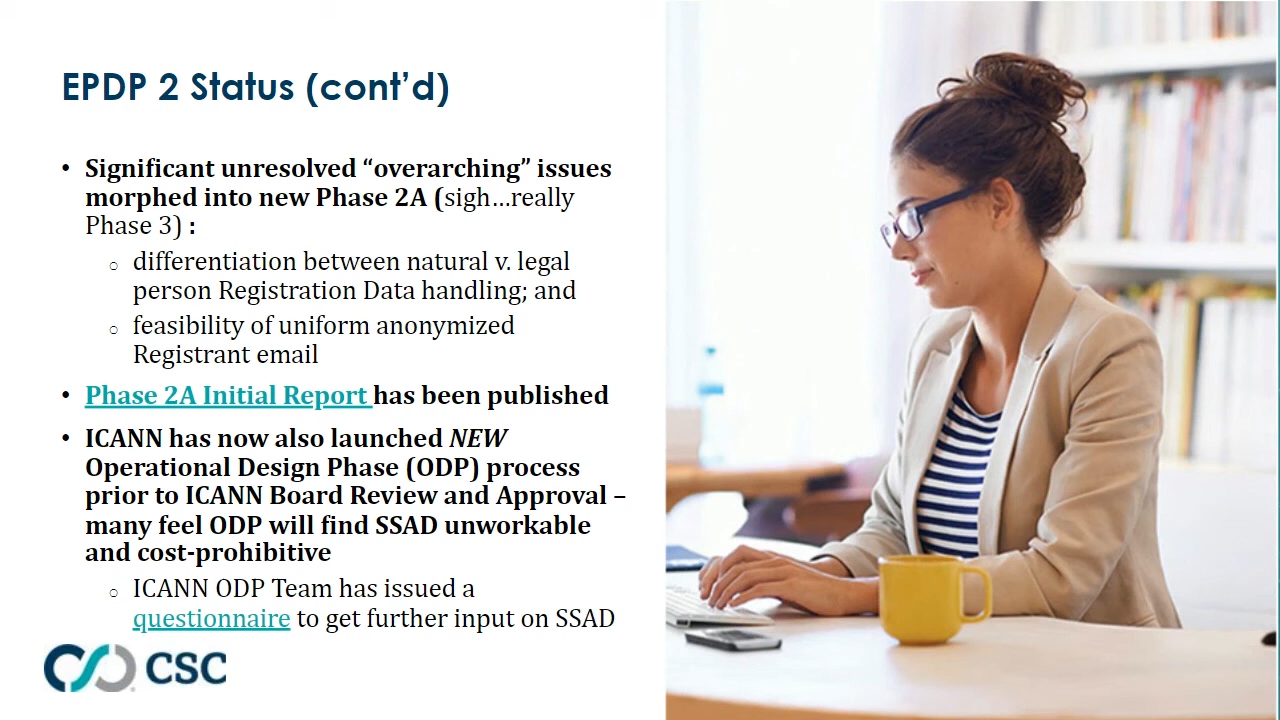 EPDP 2 Status (cont’d)
• Significant unresolved “overarching” issues
morphed into new Phase 2A (sigh…really
Phase 3) :
○ differentiation between natural v. legal
person Registration Data handling; and
○ feasibility of uniform anonymized
Registrant email
• Phase 2A Initial Report has been published
• ICANN has now also launched NEW
Operational Design Phase (ODP) process
prior to ICANN Board Review and Approval –
many feel ODP will find SSAD unworkable
and cost-prohibitive
○ ICANN ODP Team has issued a
questionnaire to get further input on SSAD
CSC